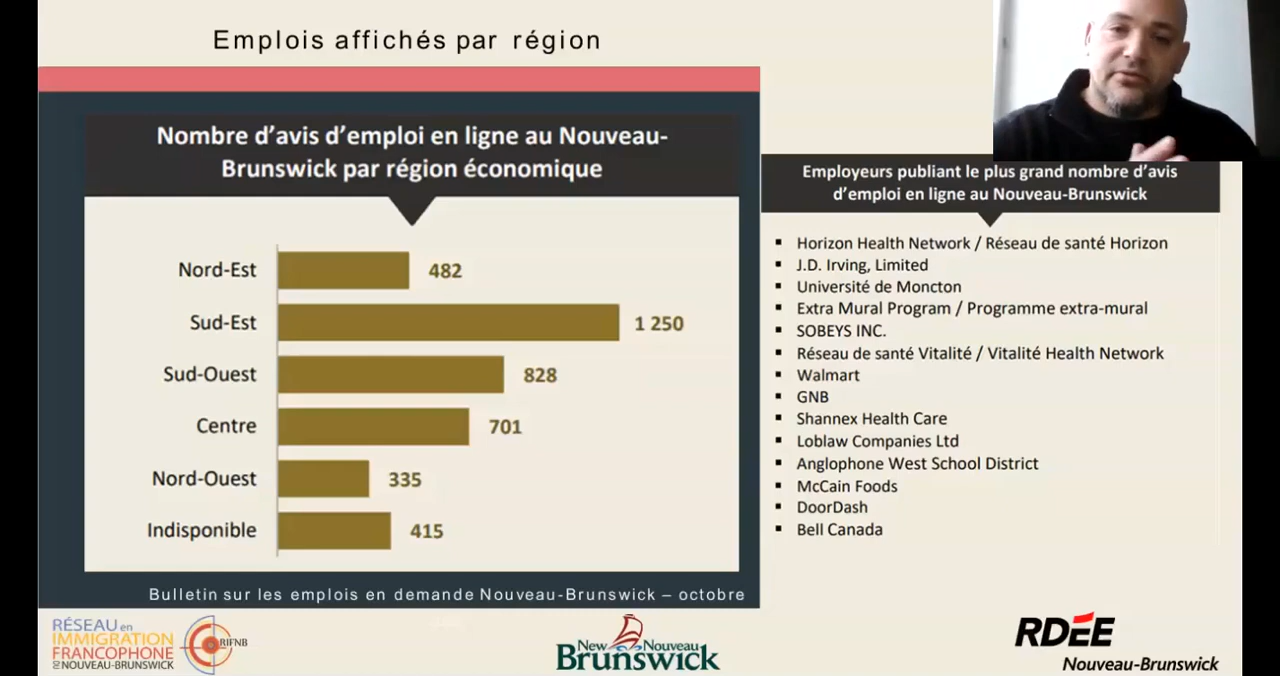 Emplois affichés par région
Nombre d’avis d’emploi en ligne au Nouveau-
Brunswick par région économique
Nord-Est 482
Sud-Est 1 250
Sud-Ouest 828
Centre 701
Nord-Ouest 335
Indisponible 415
Bulletin sur les emplois en demande Nouveau-Brunswick – octobre
Employeurs publiant le plus grand nombre d’avis
d’emploi en ligne au Nouveau-Brunswick
▪ Horizon Health Network / Réseau de santé Horizon
▪ J.D. Irving, Limited
▪ Université de Moncton
▪ Extra Mural Program / Programme extra-mural
▪ SOBEYS INC.
▪ Réseau de santé Vitalité / Vitalité Health Network
▪ Walmart
▪ GNB
▪ Shannex Health Care
▪ Loblaw Companies Ltd
▪ Anglophone West School District
▪ McCain Foods
▪ DoorDash
▪ Bell Canada
RÉSEAU en
IMMIGRATION
FRANCOPHONE
DU NOUVEAU-BRUNSWICK
RIFNB
New Nouveau
Brunswick
RDÉE
Nouveau-Brunswick